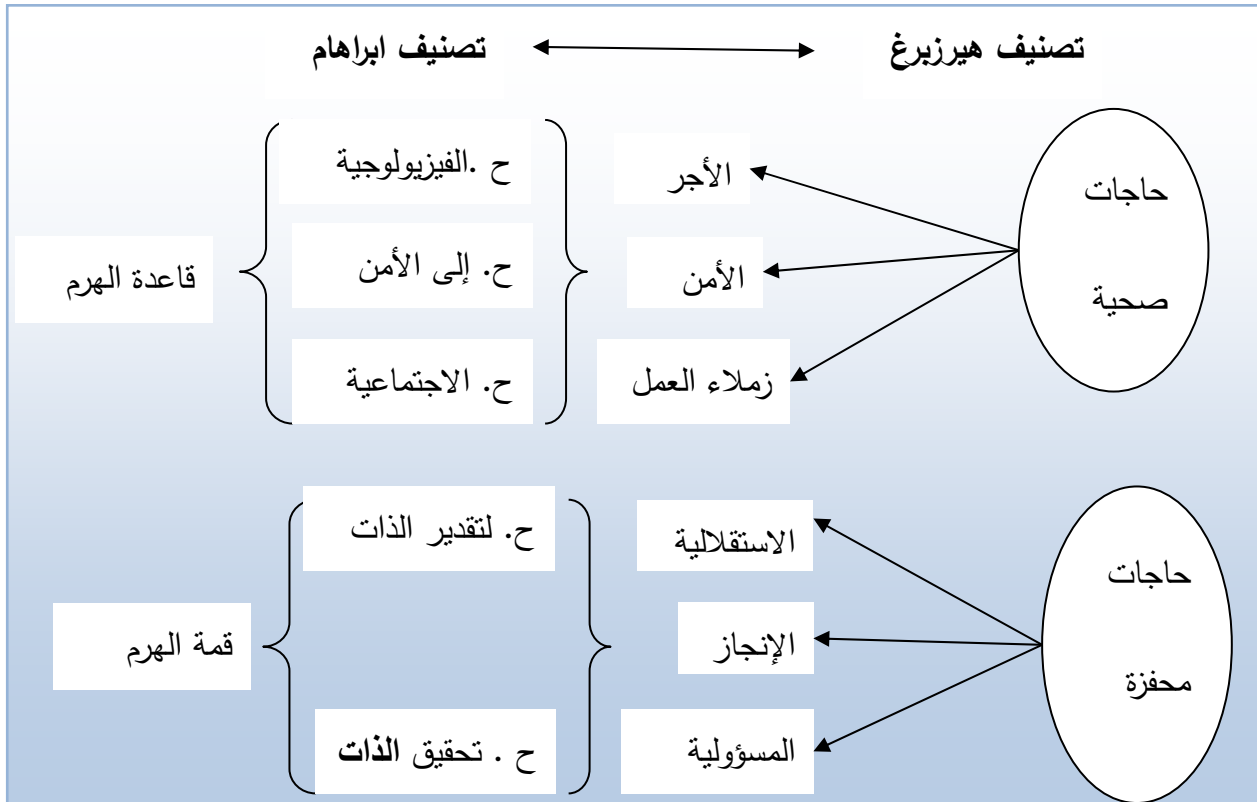 تصنيف هيرزبرغ
تصنيف ابراهام
حاجات
صحية
الأجر
الأمن
زملاء العمل
ح .الفيزيولوجية
ح. إلى الأمن
ح. الاجتماعية
قاعدة الهرم
حاجات
محفزة
الاستقلالية
الإنجاز
المسؤولية
ح. لتقدير الذات
ح . تحقيق الذات
قمة الهرم